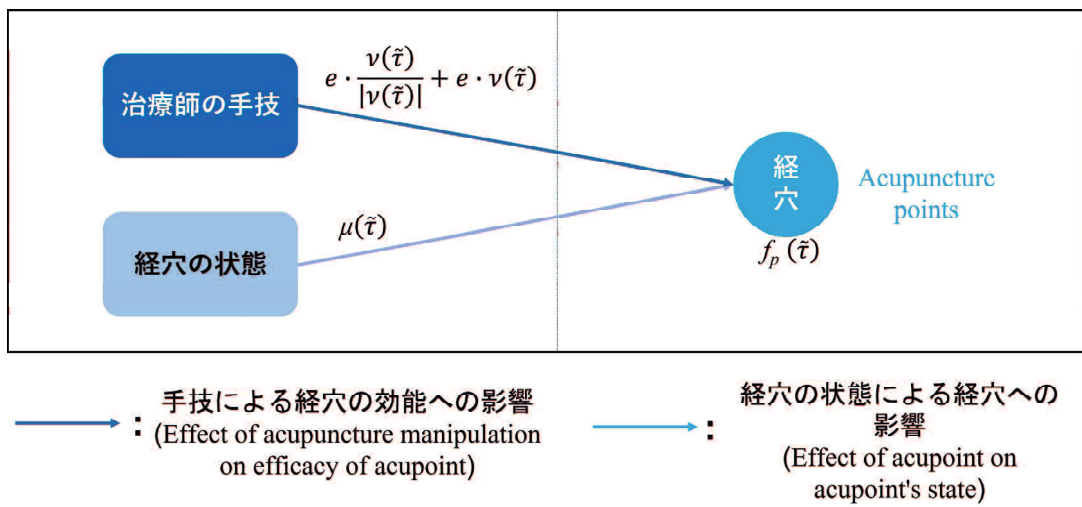 治療師の手技
e · ν(τ̃)/|ν(τ̃)| + e · ν(τ̃)
経穴の状態
μ(τ̃)
経
穴
f_p (τ̃)
Acupuncture
points
:
手技による経穴の効能への影響
(Effect of acupuncture manipulation
on efficacy of acupoint)
:
経穴の状態による経穴への
影響
(Effect of acupoint on
acupoint's state)